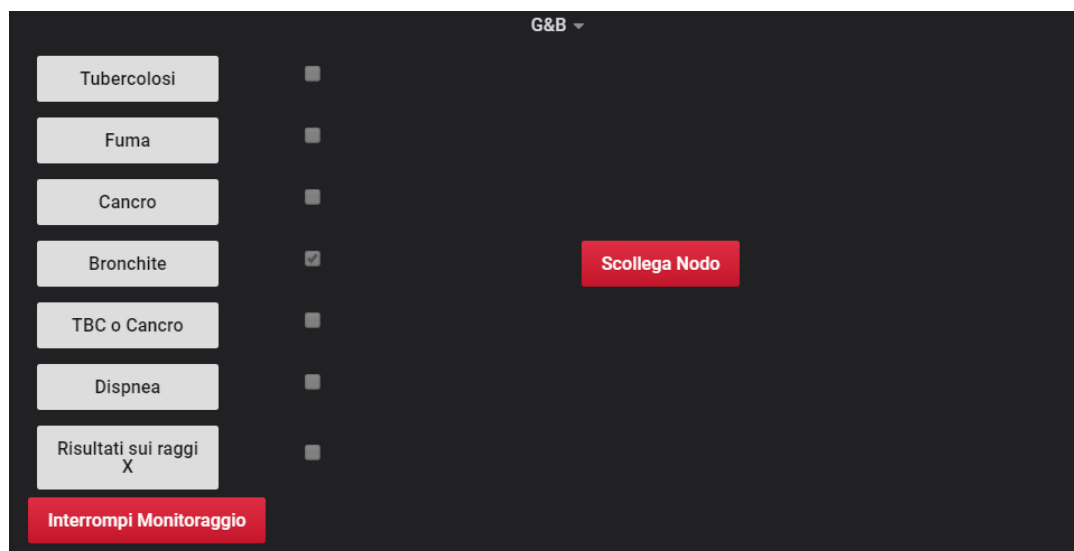 G&B
Tubercolosi
Fuma
Cancro
Bronchite
Scollega Nodo
TBC o Cancro
Dispnea
Risultati sui raggi
X
Interrompi Monitoraggio